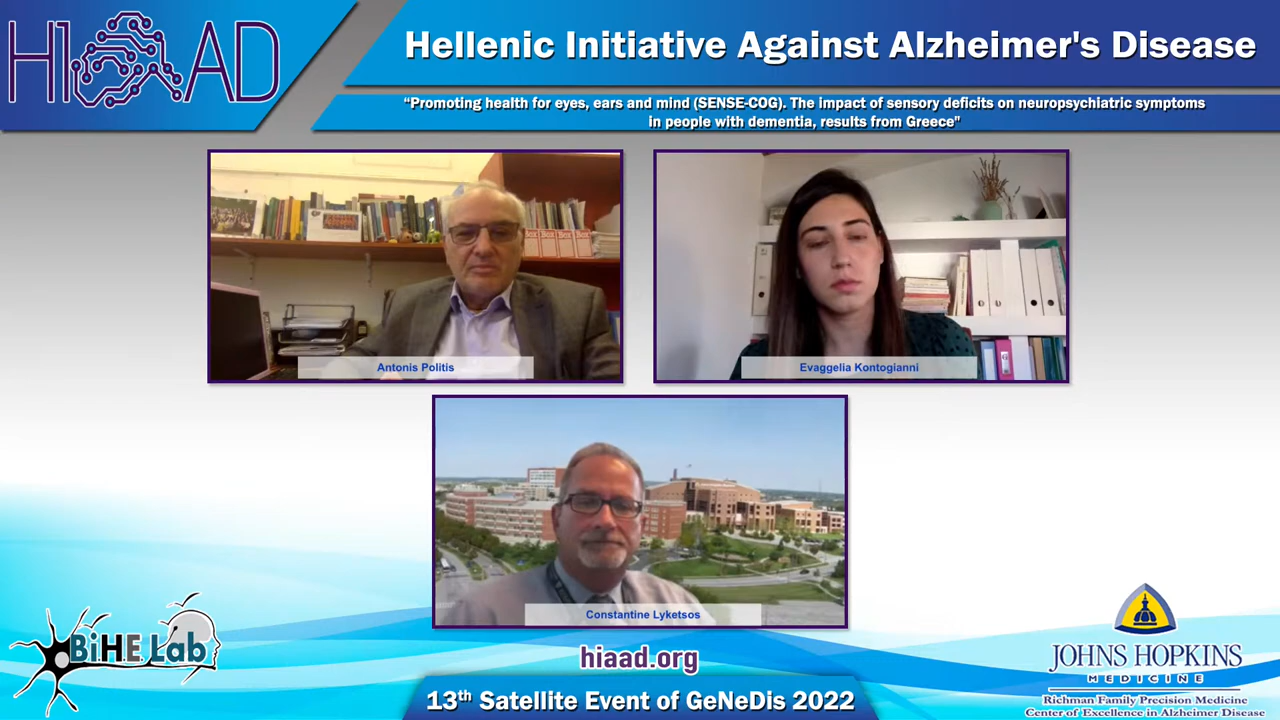 HIAAD
Hellenic Initiative Against Alzheimer's Disease
“Promoting health for eyes, ears and mind (SENSE-COG). The impact of sensory deficits on neuropsychiatric symptoms
in people with dementia, results from Greece"
Antonis Politis
Evaggelia Kontogianni
Constantine Lyketsos
BiHE Lab
hiaad.org
13th Satellite Event of GeNeDis 2022
JOHNS HOPKINS
MEDICINE
Richman Family Precision Medicine
Center of Excellence in Alzheimer Disease